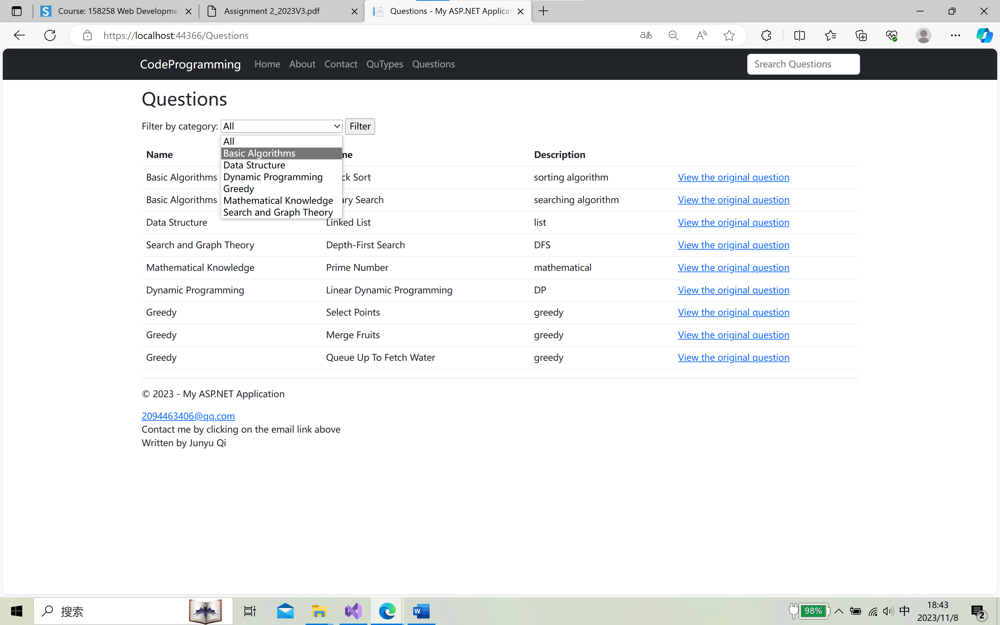 Course: 158258 Web Developme
Assignment 2_2023V3.pdf
Questions - My ASP.NET Applicat
https://localhost:44366/Questions
CodeProgramming Home About Contact QuTypes Questions Srearch Questions
Questions
Filter by category: All Filter
All
Basic Algorithms
Data Structure
Dynamic Programming
Greedy
Mathematical Knowledge
Search and Graph Theory
Name me Description
Basic Algorithms ck Sort sorting algorithm View the original question
Basic Algorithms ary Search searching algorithm View the original question
Data Structure Linked List list View the original question
Search and Graph Theory Depth-First Search DFS View the original question
Mathematical Knowledge Prime Number mathematical View the original question
Dynamic Programming Linear Dynamic Programming DP View the original question
Greedy Select Points greedy View the original question
Greedy Merge Fruits greedy View the original question
Greedy Queue Up To Fetch Water greedy View the original question
© 2023 - My ASP.NET Application
2094463406@qq.com
Contact me by clicking on the email link above
Written by Junyu Qi
搜索
98%
中
18:43
2023/11/8
2